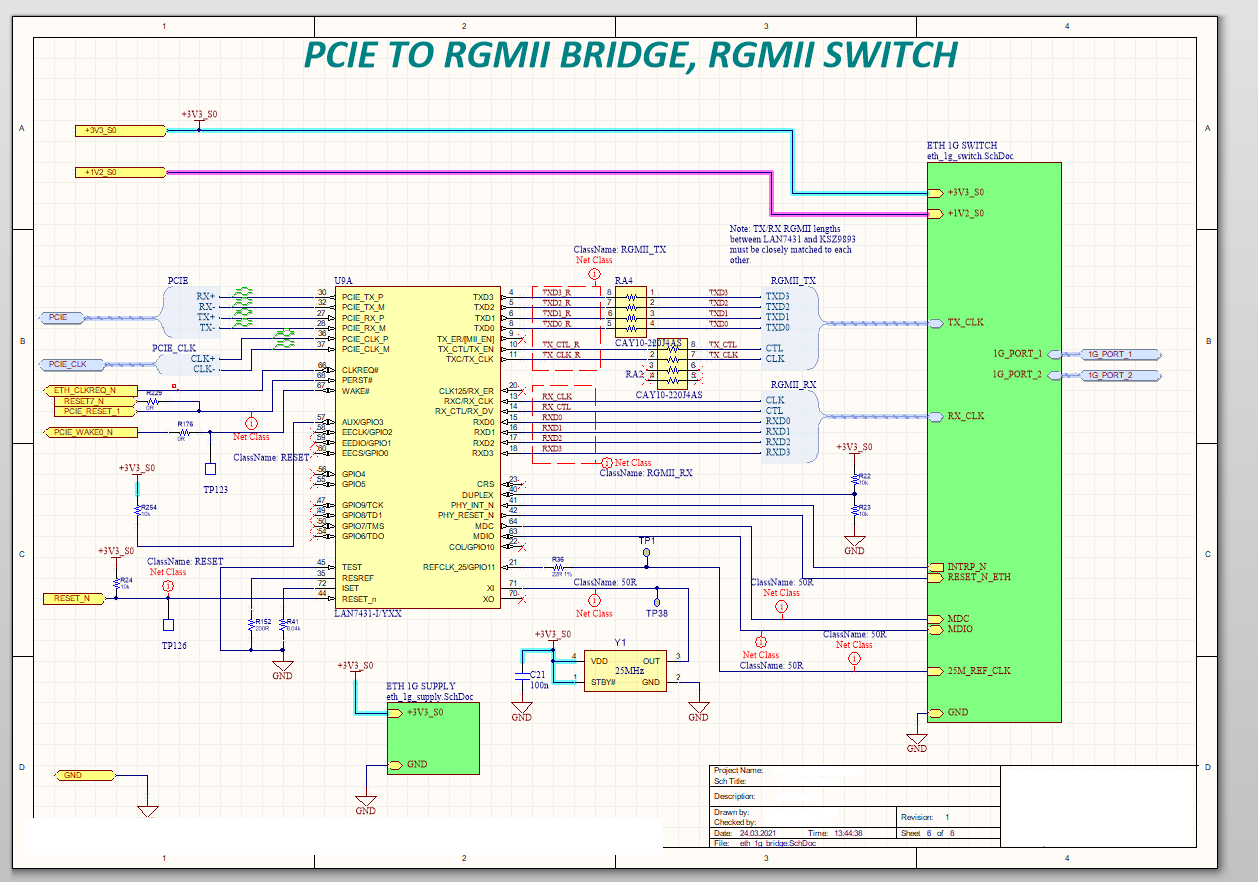 1 2 3 4
PCIE TO RGMII BRIDGE, RGMII SWITCH
A A
+3V3_S0
+3V3_S0
+1V2_S0
ETH 1G SWITCH
eth_1g_switch.SchDoc
+3V3_S0
+1V2_S0
Note: TX/RX RGMII lengths
between LAN7431 and KSZ9893
must be closely matched to each
other.
ClassName: RGMII_TX
Net Class
B B
PCIE
PCIE
RX+
RX-
TX+
TX-
PCIE_CLK
PCIE_CLK
CLK+
CLK-
ETH_CLKREQ_N
RESET7_N
PCIE_RESET_1
R229
0R
PCIE_WAKE0_N
R176
0R
Net Class
ClassName: RESET
TP123
U9A
30 PCIE_TX_P
32 PCIE_TX_M
27 PCIE_RX_P
28 PCIE_RX_M
36 PCIE_CLK_P
37 PCIE_CLK_M
CLKREQ#
68 PERST#
67 WAKE#
57 AUX/GPIO3
EECLK/GPIO2
EEDIO/GPIO1
EECS/GPIO0
GPIO4
GPIO5
47 GPIO9/TCK
GPIO8/TD1
GPIO7/TMS
GPIO6/TDO
45 TEST
35 RESREF
72 ISET
44 RESET_n
LAN7431-I/YXX
TXD3 4
TXD2 5
TXD1 6
TXD0 8
TX_ER/[MII_EN] 9
TX_CTL/TX_EN 10
TXC/TX_CLK 11
CLK125/RX_ER 20
RXC/RX_CLK 13
RX_CTL/RX_DV 14
RXD0 15
RXD1 16
RXD2 17
RXD3 18
CRS 23
DUPLEX 40
PHY_INT_N 41
PHY_RESET_N 42
MDC 64
MDIO 63
COL/GPIO10 22
REFCLK_25/GPIO11 21
XI 71
XO 70
TXD3_R
TXD2_R
TXD1_R
TXD0_R
TX_CTL_R
TX_CLK_R
RX_CLK
RX_CTL
RXD0
RXD1
RXD2
RXD3
RA4
8 1
7 2
6 3
5 4
CAY10-220J4AS
RA2
1 8
2 7
3 6
4 5
CAY10-220J4AS
TXD3
TXD2
TXD1
TXD0
TX_CTL
TX_CLK
RGMII_TX
TXD3
TXD2
TXD1
TXD0
CTL
CLK
RGMII_RX
CLK
CTL
RXD0
RXD1
RXD2
RXD3
Net Class
ClassName: RGMII_RX
TX_CLK
1G_PORT_1 1G_PORT_1
1G_PORT_2 1G_PORT_2
RX_CLK
+3V3_S0
R22
10k
R23
10k
GND
+3V3_S0
R254
10k
C C
+3V3_S0
R24
10k
ClassName: RESET
Net Class
RESET_N
TP126
R152
200R
R41
6.04k
GND
R36
22R 1%
TP1
ClassName: 50R
Net Class
TP38
INTRP_N
RESET_N_ETH
MDC
MDIO
25M_REF_CLK
GND
GND
ClassName: 50R
Net Class
Net Class
ClassName: 50R
ClassName: 50R
Net Class
+3V3_S0
C21
100n
GND
Y1
4 VDD OUT 3
25MHz
1 STBY# GND 2
GND
+3V3_S0
ETH 1G SUPPLY
eth_1g_supply.SchDoc
+3V3_S0
GND
GND
D D
GND
Project Name:
Sch Title:
Description:
Drawn by:
Checked by:
Revision: 1
Date: 24.03.2021 Time: 13:44:38 Sheet 6 of 8
File: eth_1g_bridge.SchDoc
1 2 3 4